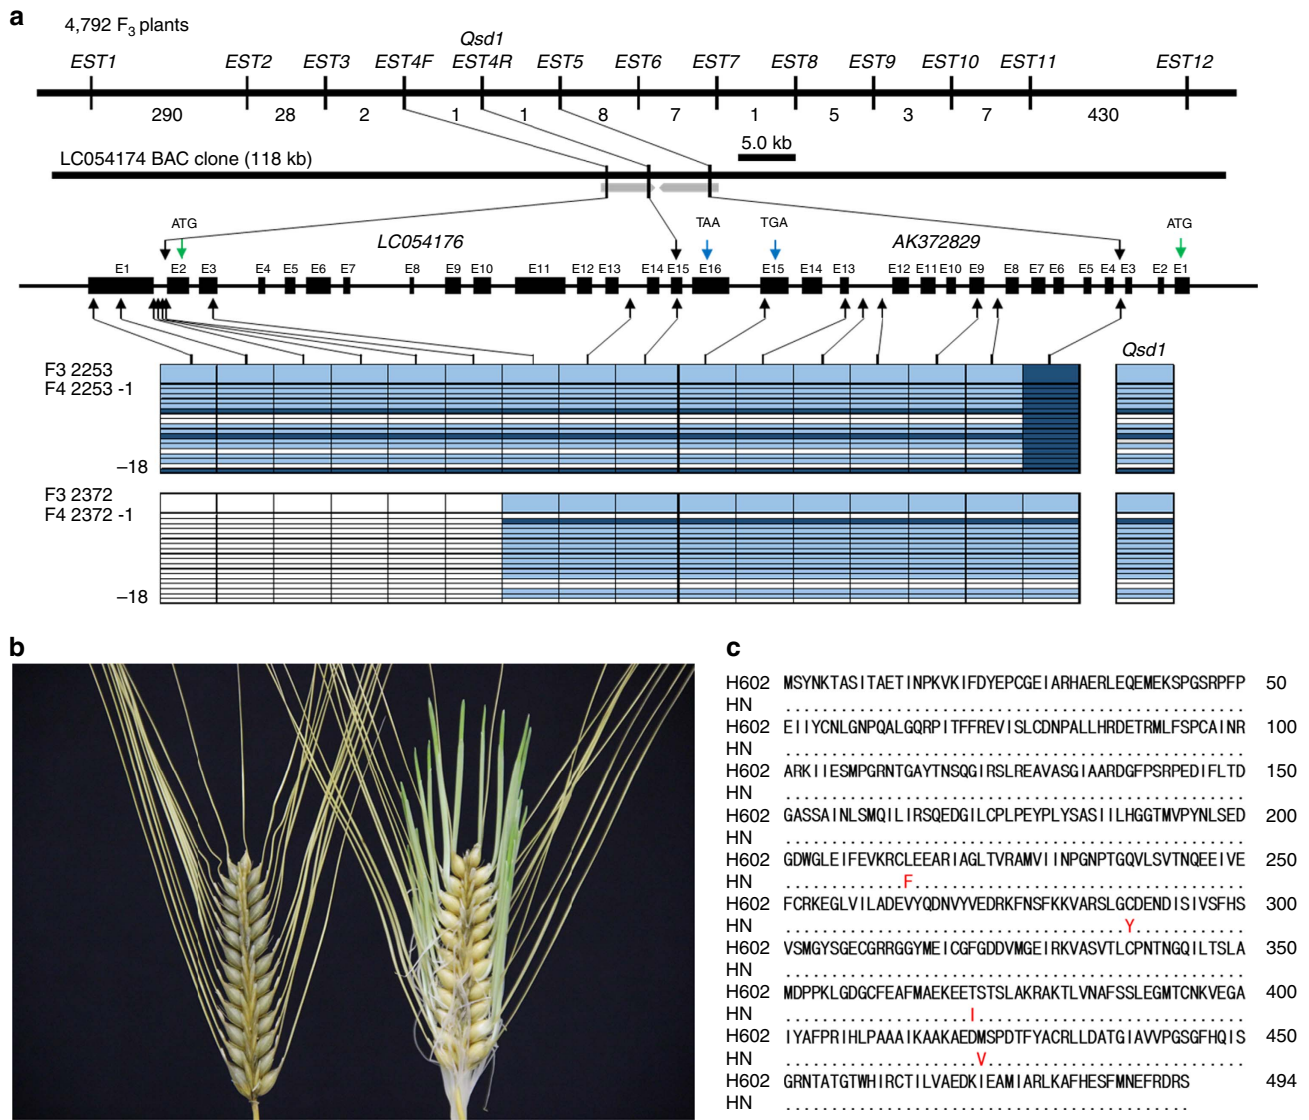 a
4,792 F3 plants
Qsd1
EST1 EST2 EST3 EST4F EST4R EST5 EST6 EST7 EST8 EST9 EST10 EST11 EST12
290 28 2 1 1 8 7 1 5 3 7 430
5.0 kb
LC054174 BAC clone (118 kb)
ATG TAA TGA ATG
LC054176 AK372829
E1 E2 E3 E4 E5 E6 E7 E8 E9 E10 E11 E12 E13 E14 E15 E16 E15 E14 E13 E12 E11 E10 E9 E8 E7 E6 E5 E4 E3 E2 E1
Qsd1
F3 2253
F4 2253 -1
–18
F3 2372
F4 2372 -1
–18
b
c
H602 MSYNKTASITAETINPKVKIFDYEPCGEIARHAERLEQEMEKSPGSRPFP 50
HN ..................................................
H602 EIIYCNLGNPQALGQRPITFFREVISLCDNPALLHRDETRMLFSPCAINR 100
HN ..................................................
H602 ARKIIESMPGRNTGAYTNSQGIRSLREAVASGIAARDGFPSRPEDIFLTD 150
HN ..................................................
H602 GASSAINLSMQILIRSQEDGILCPLPEYPLYSASIILHGGTMVPYNLSED 200
HN ..................................................
H602 GDWGLEIFEVKRCLEEARIAGLTVRAMVIINPGNPTGQVLSVTNQEEIVE 250
HN .............F....................................
H602 FCRKEGLVILADEVYQDNVYVEDRKFNSFKKVARSLGCDENDISIVSFHS 300
HN .....................................Y............
H602 VSMGYSGECGRRGGYMEICGFGDDVMGEIRKVASVTLCPNTNGQILTSLA 350
HN ..................................................
H602 MDPPKLGDGCFEAFMAEKEETSTSLAKRAKTLVNAFSSLEGMTCNKVEGA 400
HN ....................I.............................
H602 IYAFPRIHLPAAAIKAAKAEDMSPDTFYACRLLDATGIAVVPGSGFHQIS 450
HN .....................V............................
H602 GRNTATGTWHIRCTILVAEDKIEAMIARLKAFHESFMNEFRDRS 494
HN ............................................